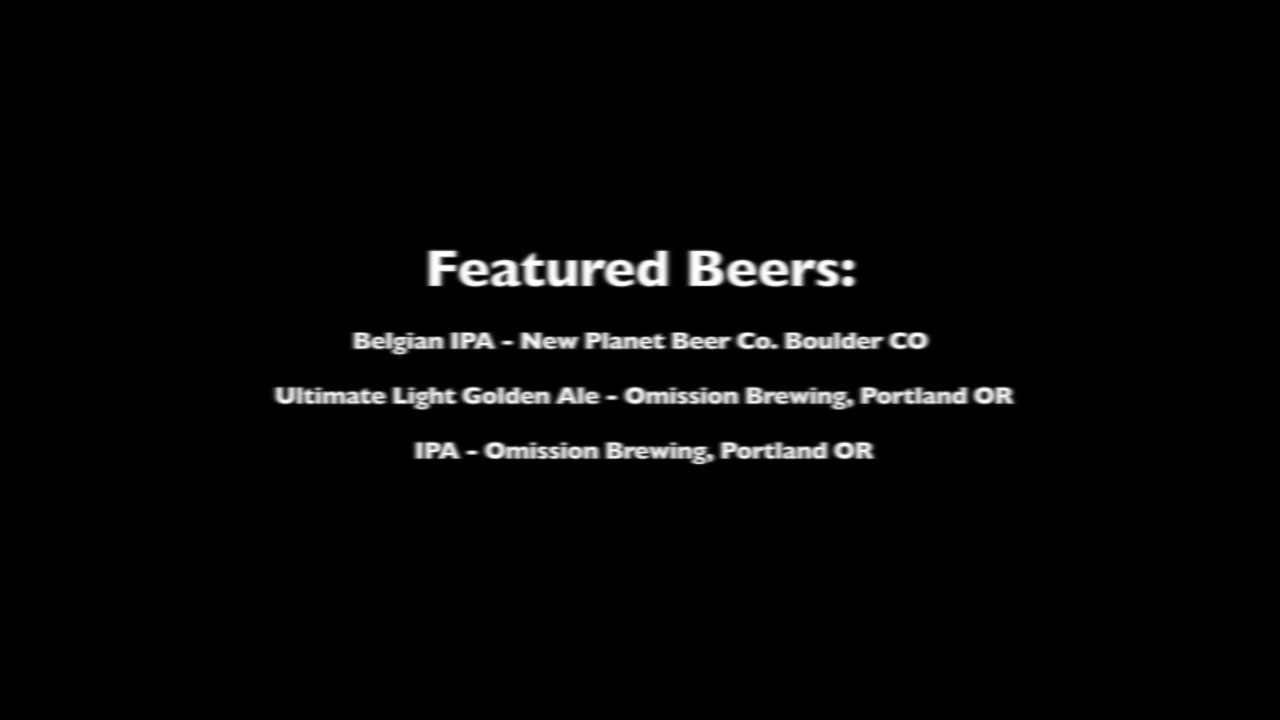 Featured Beers:
Belgian IPA - New Planet Beer Co. Boulder CO
Ultimate Light Golden Ale - Omission Brewing, Portland OR
IPA - Omission Brewing, Portland OR